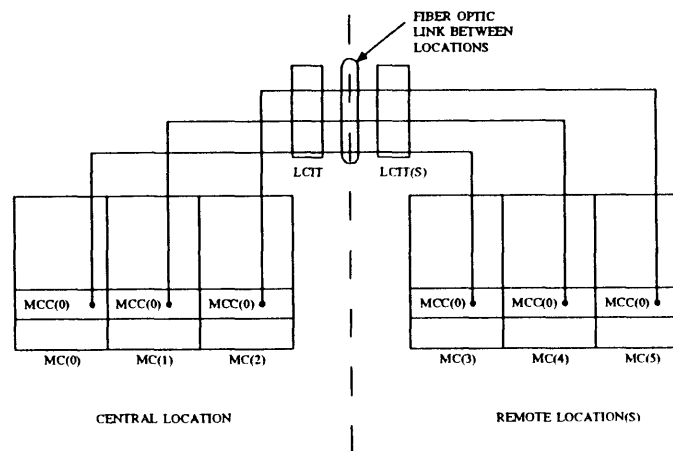 FIBER OPTIC
LINK BETWEEN
LOCATIONS
LCIT LCIT(S)
MCC(0) MCC(0) MCC(0) MCC(0) MCC(0) MCC(0)
MC(0) MC(1) MC(2) MC(3) MC(4) MC(5)
CENTRAL LOCATION REMOTE LOCATION(S)